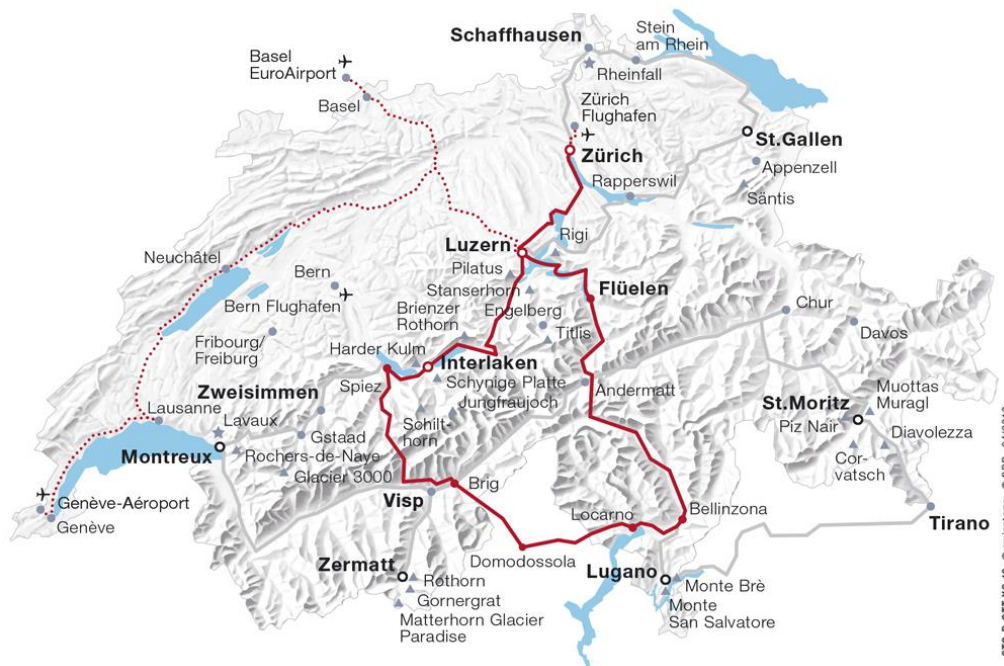 Schaffhausen
Stein
am Rhein
Basel
EuroAirport
Rheinfall
Basel
Zürich
Flughafen
St.Gallen
Zürich
Appenzell
Rapperswil
Säntis
Rigi
Luzern
Neuchâtel
Pilatus
Bern
Stanserhorn
Flüelen
Bern Flughafen
Brienzer
Rothorn
Engelberg
Chur
Fribourg/
Freiburg
Titlis
Davos
Harder Kulm
Interlaken
Spiez
Schynige Platte
Andermatt
Zweisimmen
Jungfraujoch
Muottas
Muragl
Lausanne
St.Moritz
Lavaux
Schilt-
horn
Piz Nair
Gstaad
Diavolezza
Montreux
Rochers-de-Naye
Cor-
vatsch
Glacier 3000
Brig
Visp
Genève-Aéroport
Genève
Locarno
Bellinzona
Tirano
Domodossola
Zermatt
Lugano
Rothorn
Monte Brè
Gornergrat
Monte
San Salvatore
Matterhorn Glacier
Paradise